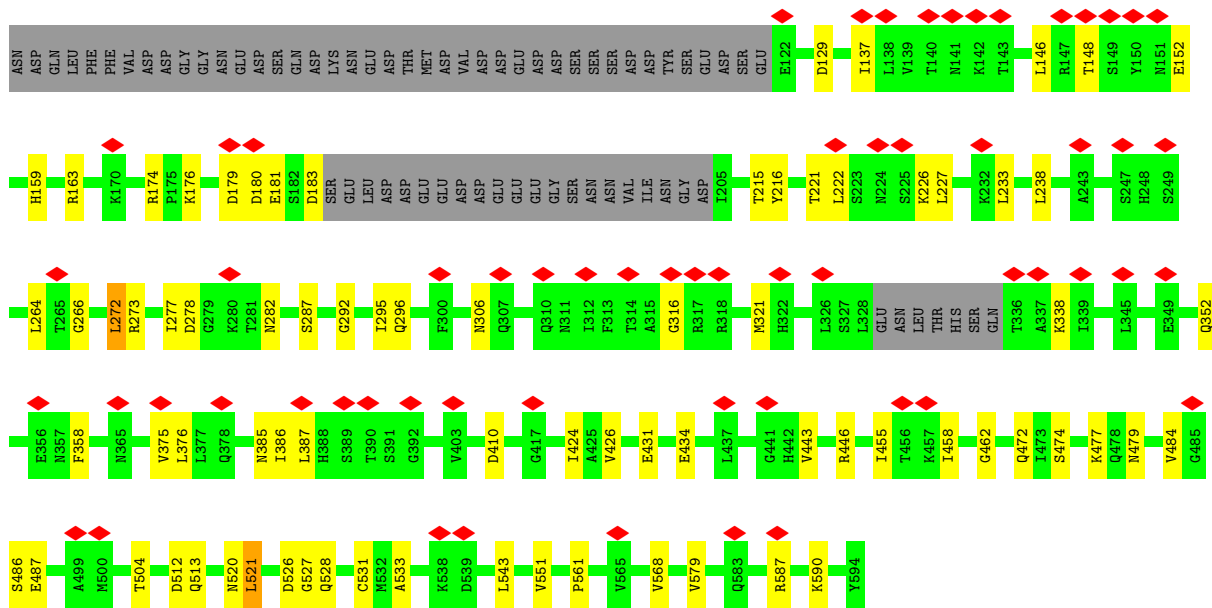 ASN ASP GLN LEU PHE PHE VAL ASP ASP GLY GLY ASN GLU ASP SER GLN ASP LYS ASN GLU ASP THR MET ASP VAL ASP ASP GLU ASP ASP SER SER SER ASP ASP TYR SER GLU ASP SER GLU E122 D129 I137 L138 V139 T140 N141 K142 T143 L146 R147 T148 S149 Y150 N151 E152
H159 R163 K170 R174 P175 K176 D179 D180 E181 S182 D183 SER GLU LEU ASP ASP GLU GLU ASP ASP GLU GLU GLU GLY SER ASN ASN VAL ILE ASN GLY ASP I205 T215 Y216 T221 L222 S223 N224 S225 K226 L227 K232 L233 L238 A243 S247 H248 S249
L264 T265 G266 L272 R273 I277 D278 G279 K280 T281 N282 S287 G292 I295 Q296 F300 N306 Q307 Q310 N311 I312 F313 T314 A315 G316 R317 R318 M321 H322 L326 S327 L328 GLU ASN LEU THR HIS SER GLN T336 A337 K338 I339 L345 E349 Q352
E356 N357 F358 N365 V375 L376 L377 Q378 N385 I386 L387 H388 S389 T390 S391 G392 V403 D410 G417 I424 A425 V426 E431 E434 L437 G441 H442 V443 R446 I455 T456 K457 I458 G462 Q472 I473 S474 K477 Q478 N479 V484 G485
S486 E487 A499 M500 T504 D512 Q513 N520 L521 D526 G527 Q528 C531 M532 A533 K538 D539 L543 V551 P561 V565 V568 V579 Q583 R587 K590 Y594